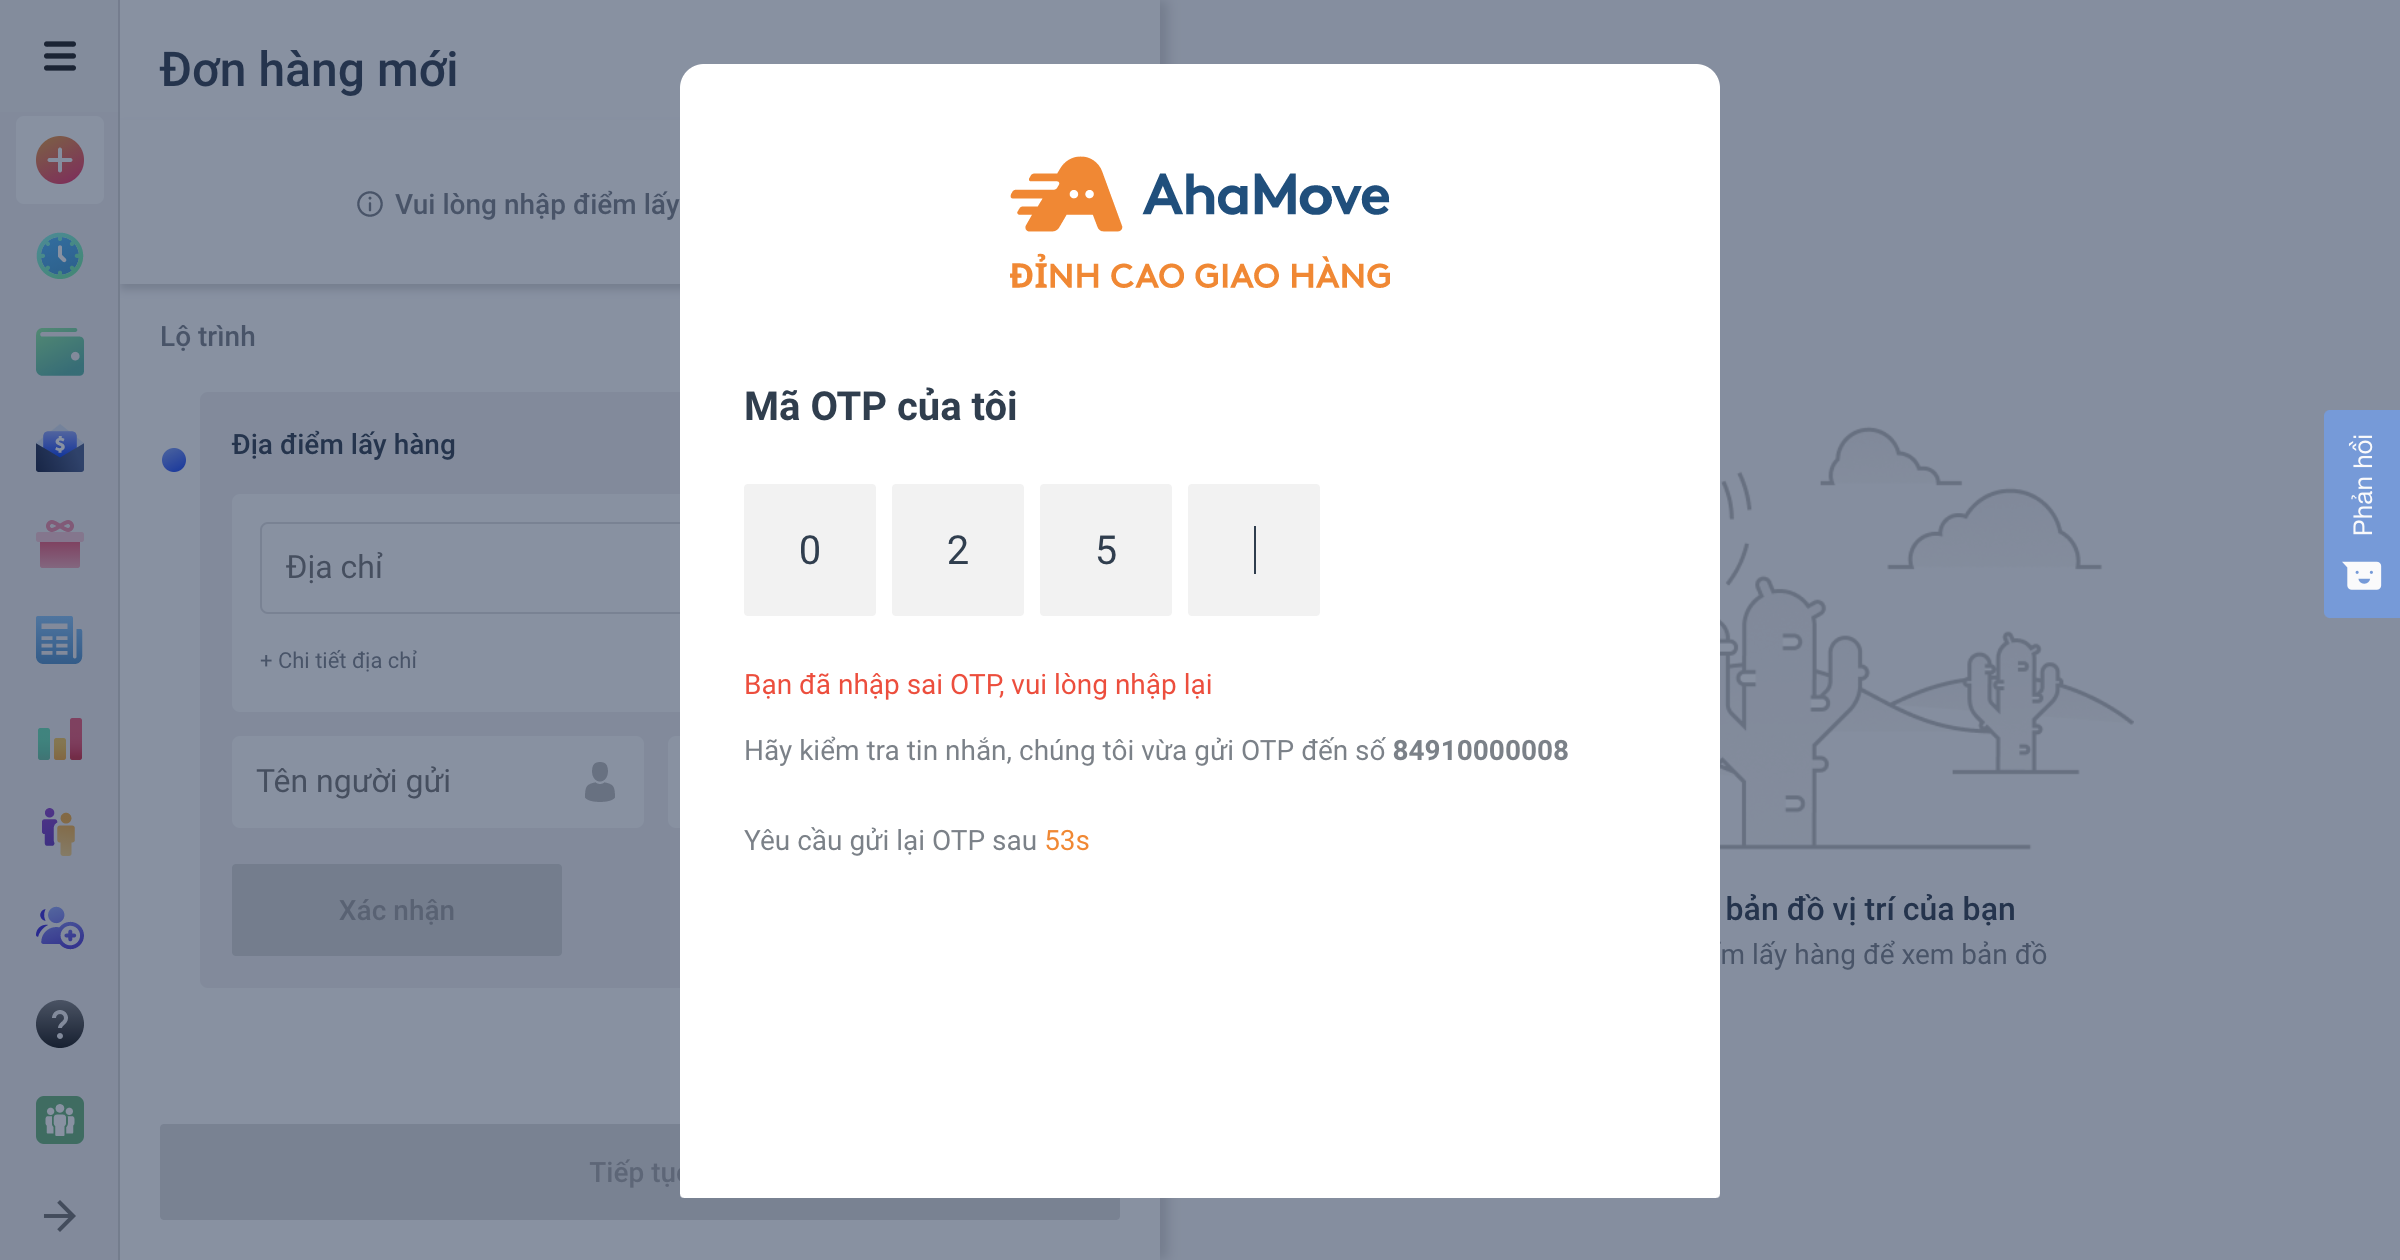 Đơn hàng mới
Vui lòng nhập điểm lấy
Lộ trình
Địa điểm lấy hàng
Địa chỉ
+ Chi tiết địa chỉ
Tên người gửi
Xác nhận
Tiếp tục
AhaMove
ĐỈNH CAO GIAO HÀNG
Mã OTP của tôi
0 2 5
Bạn đã nhập sai OTP, vui lòng nhập lại
Hãy kiểm tra tin nhắn, chúng tôi vừa gửi OTP đến số 84910000008
Yêu cầu gửi lại OTP sau 53s
bản đồ vị trí của bạn
lấy hàng để xem bản đồ
Phản hồi